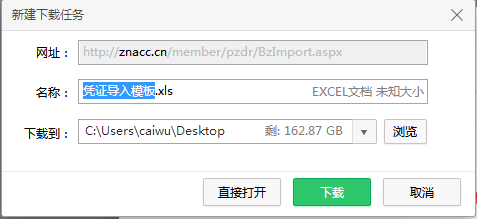 新建下载任务
网址： http://znacc.cn/member/pzdr/BzImport.aspx
名称： 凭证导入模板.xls EXCEL文档 未知大小
下载到： C:\Users\caiwu\Desktop 剩: 162.87 GB 浏览
直接打开 下载 取消